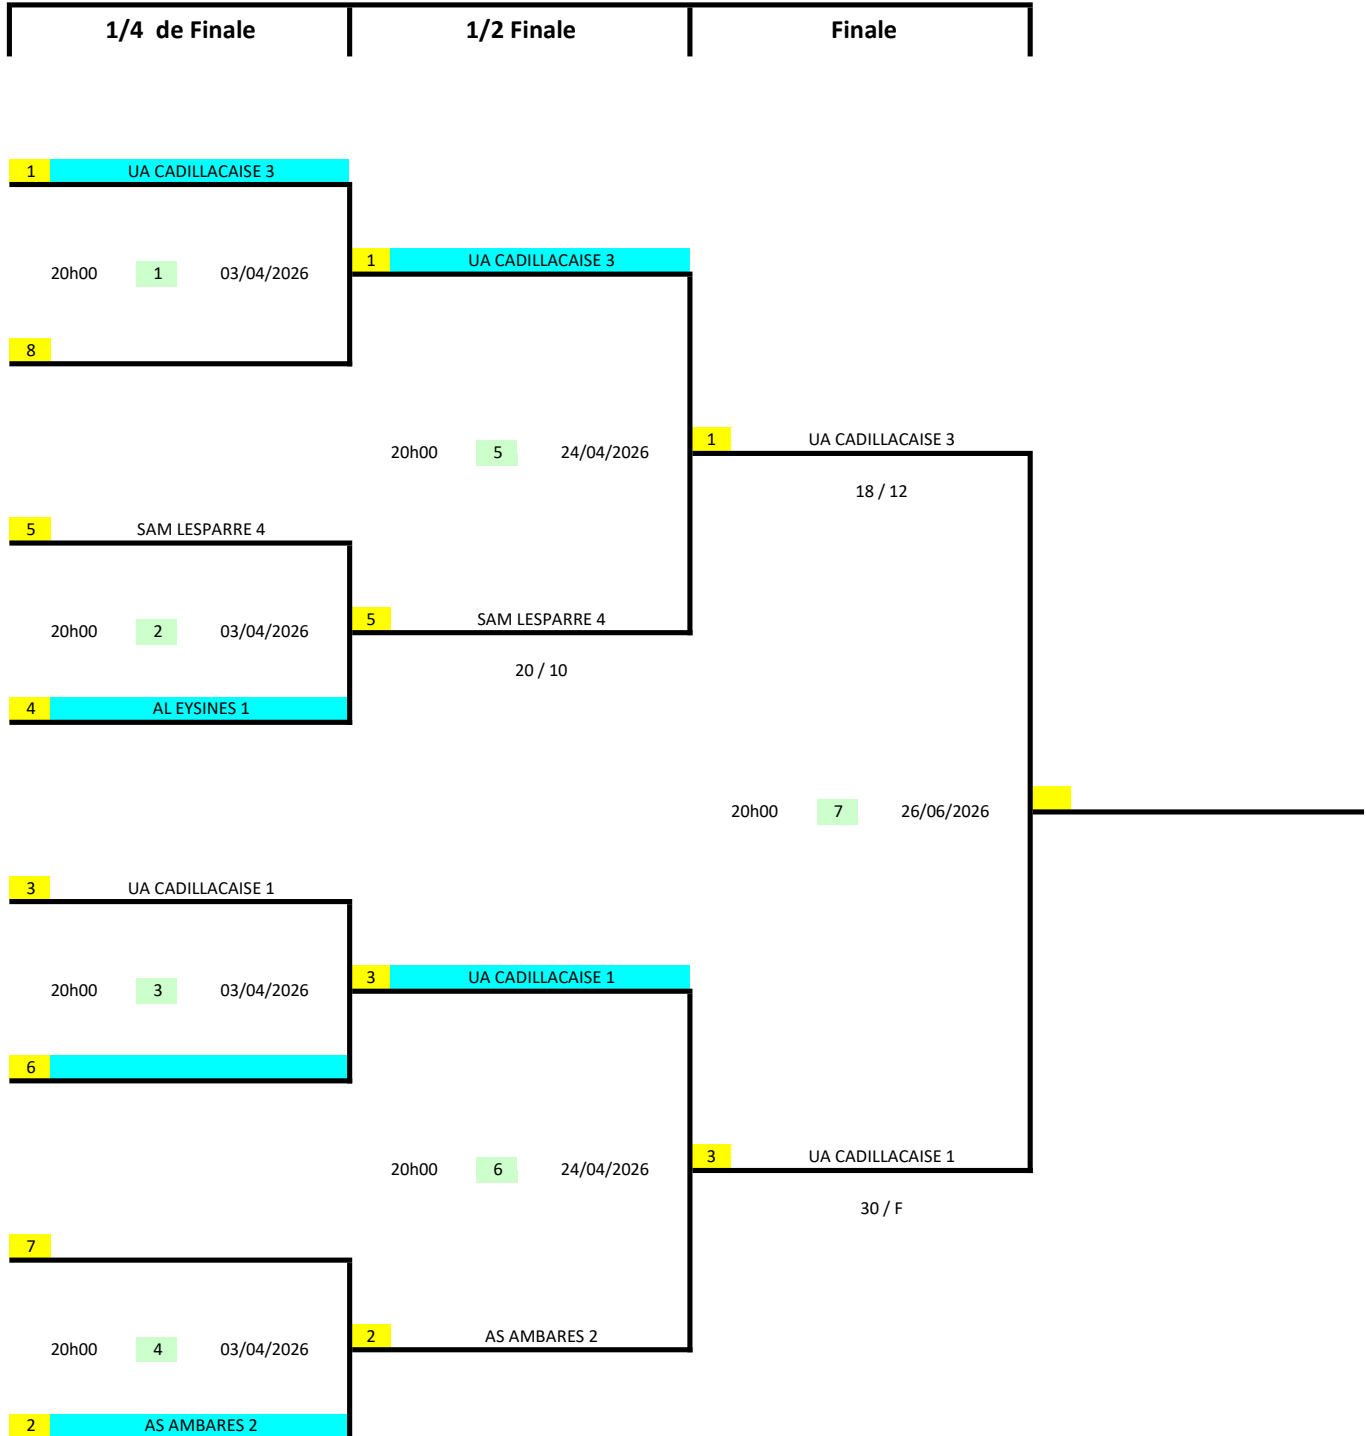 1/4  de Finale 1/2 Finale Finale
1 UA CADILLACAISE 3
1 UA CADILLACAISE 3
20h00 1 03/04/2026
8
1 UA CADILLACAISE 3
20h00 5 24/04/2026
18 / 12
5 SAM LESPARRE 4
5 SAM LESPARRE 4
20h00 2 03/04/2026
20 / 10
4 AL EYSINES 1
20h00 7 26/06/2026
3 UA CADILLACAISE 1
3 UA CADILLACAISE 1
20h00 3 03/04/2026
6
3 UA CADILLACAISE 1
20h00 6 24/04/2026
30 / F
7
2 AS AMBARES 2
20h00 4 03/04/2026
2 AS AMBARES 2